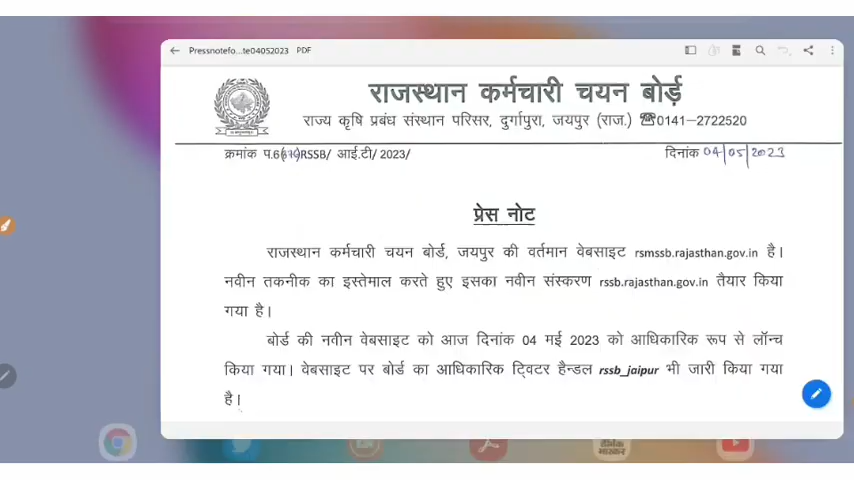 Pressnotefo...te04052023 PDF
राजस्थान कर्मचारी चयन बोर्ड़
राज्य कृषि प्रबंध संस्थान परिसर, दुर्गापुरा, जयपुर (राज.) ☎0141–2722520
क्रमांक प.6( )RSSB/ आई.टी/ 2023/ दिनांक 04/05/2023
प्रेस नोट
राजस्थान कर्मचारी चयन बोर्ड, जयपुर की वर्तमान वेबसाइट rsmssb.rajasthan.gov.in है।
नवीन तकनीक का इस्तेमाल करते हुए इसका नवीन संस्करण rssb.rajasthan.gov.in तैयार किया
गया है।
बोर्ड की नवीन वेबसाइट को आज दिनांक 04 मई 2023 को आधिकारिक रूप से लॉन्च
किया गया। वेबसाइट पर बोर्ड का आधिकारिक ट्विटर हैन्डल rssb_jaipur भी जारी किया गया
है।